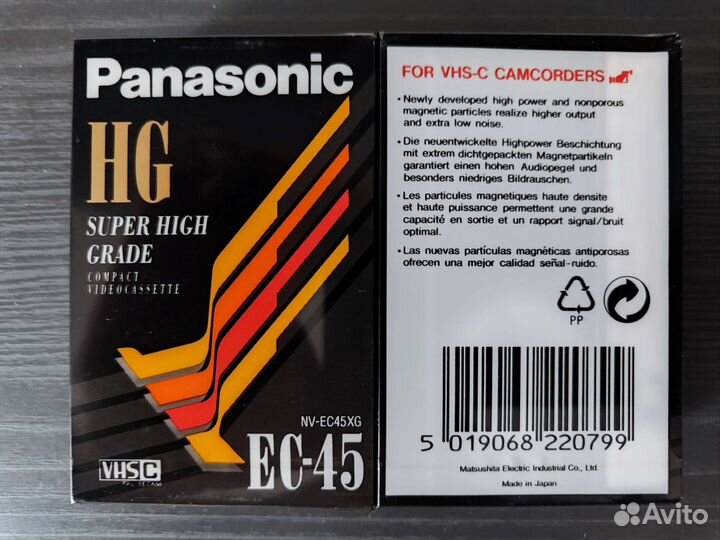 Panasonic
HG
SUPER HIGH
GRADE
COMPACT
VIDEOCASSETTE
NV-EC45XG
EC-45
VHSC
PAL SECAM
FOR VHS-C CAMCORDERS
• Newly developed high power and nonporous
magnetic particles realize higher output
and extra low noise.
• Die neuentwickelte Highpower Beschichtung
mit extrem dichtgepackten Magnetpartikeln
garantiert einen hohen Audiopegel und
besonders niedriges Bildrauschen.
• Les particules magnetiques haute densite
et haute puissance permettent une grande
capacité en sortie et un rapport signal/bruit
optimal.
• Las nuevas partículas magnéticas antiporosas
ofrecen una mejor calidad señal-ruido.
PP
5 019068 220799
Matsushita Electric Industrial Co., Ltd.
Made in Japan
Avito